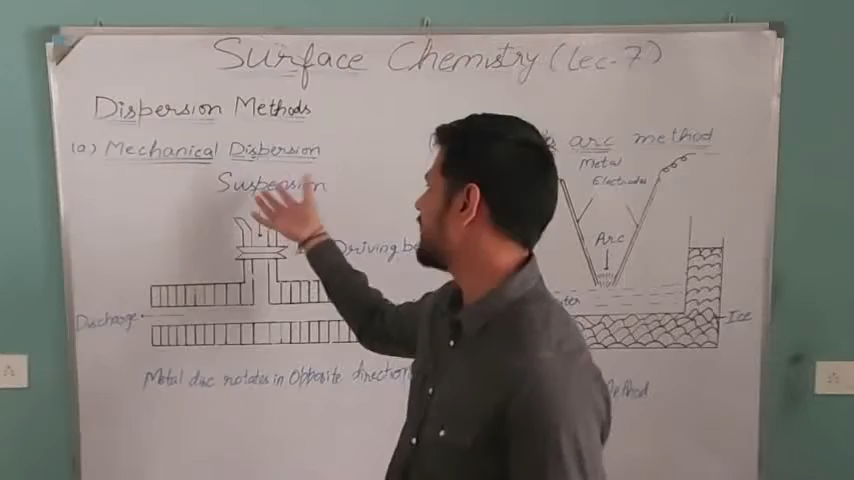 Surface Chemistry (Lec-7)
Dispersion Methods
(a) Mechanical Dispersion
Suspension
Driving be
Discharge
Metal disc rotates in Opposite direction
's arc method
Metal
Electrodes
Arc
ter
Ice